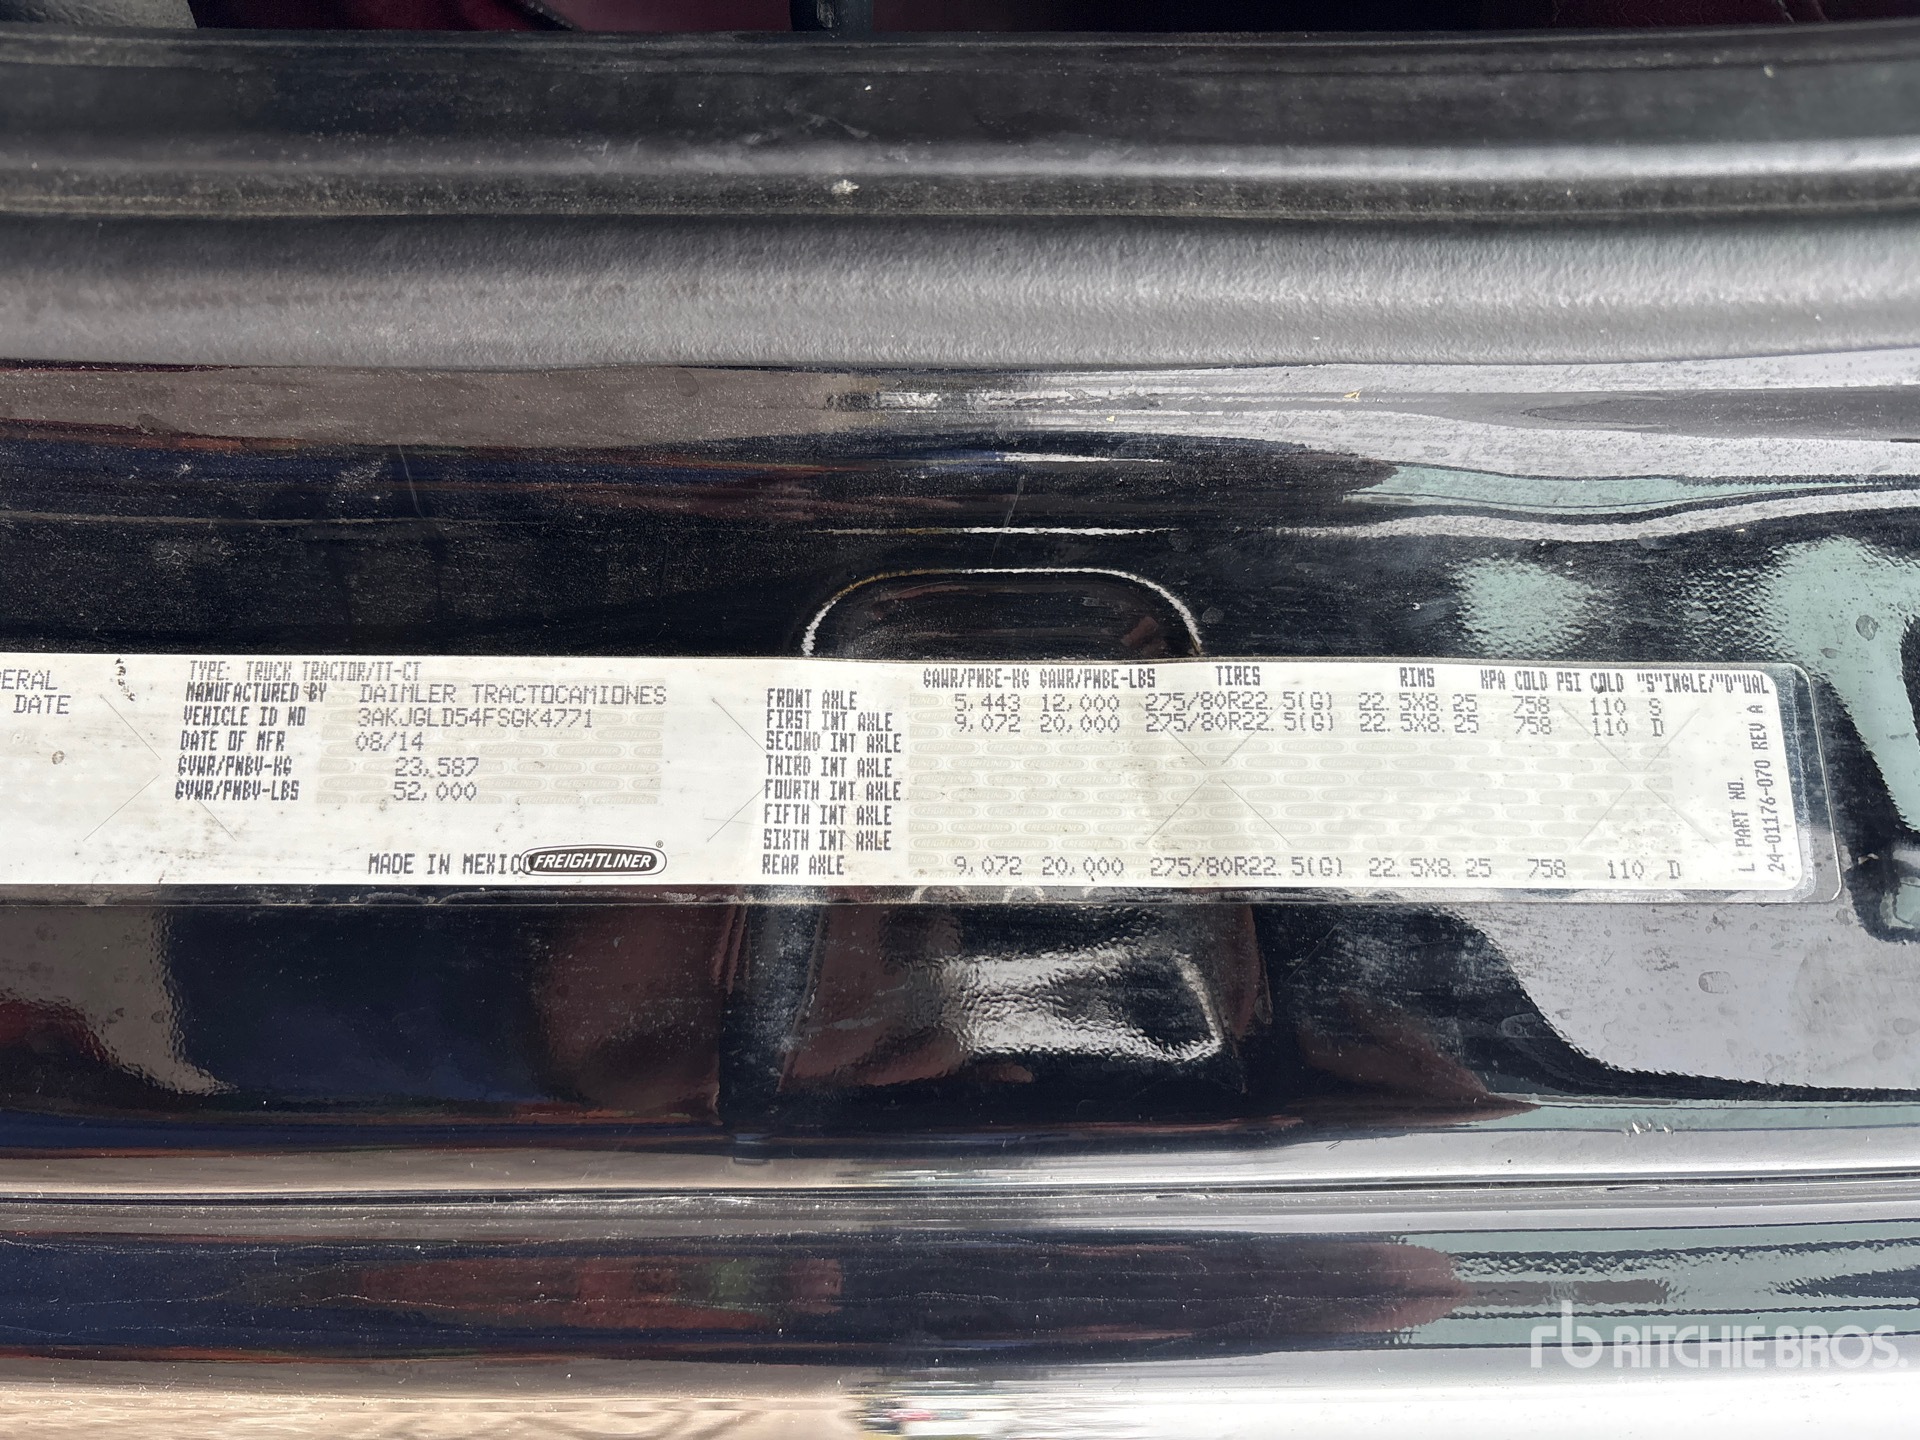 ERAL
DATE
TYPE: TRUCK TRACTOR/TT-CT
MANUFACTURED BY DAIMLER TRACTOCAMIONES
VEHICLE ID NO 3AKJGLD54FSGK4771
DATE OF MFR 08/14
GVWR/PNBV-KG 23,587
GVWR/PNBV-LBS 52,000
MADE IN MEXICO
FREIGHTLINER®
GAWR/PNBE-KG GAWR/PNBE-LBS TIRES RIMS KPA COLD PSI COLD "S"INGLE/"D"UAL
FRONT AXLE 5,443 12,000 275/80R22.5(G) 22.5X8.25 758 110 S
FIRST INT AXLE 9,072 20,000 275/80R22.5(G) 22.5X8.25 758 110 D
SECOND INT AXLE
THIRD INT AXLE
FOURTH INT AXLE
FIFTH INT AXLE
SIXTH INT AXLE
REAR AXLE 9,072 20,000 275/80R22.5(G) 22.5X8.25 758 110 D
L PART NO.
24-01176-070 REV A
rb RITCHIE BROS.